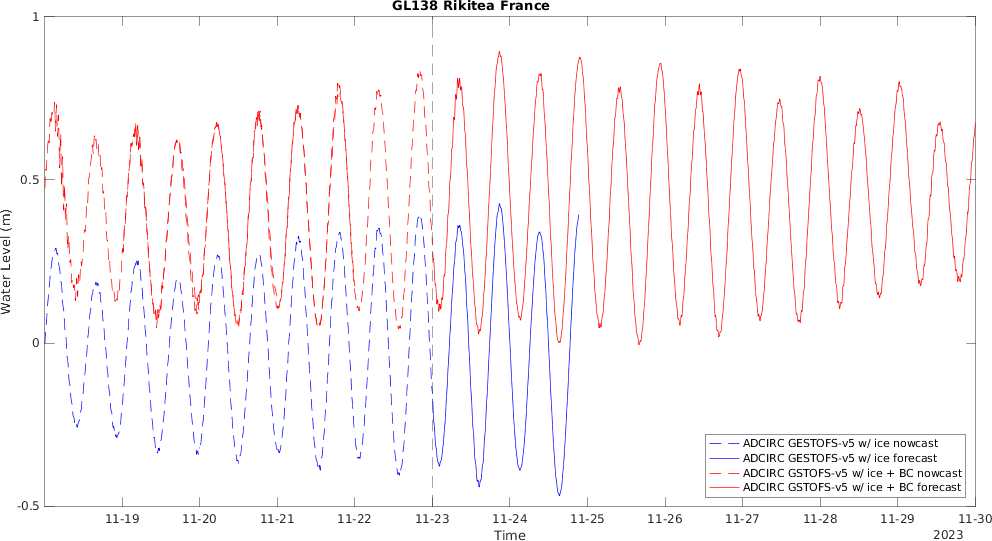 GL138 Rikitea France
1
0.5
0
-0.5
Water Level (m)
ADCIRC GESTOFS-v5 w/ ice nowcast
ADCIRC GESTOFS-v5 w/ ice forecast
ADCIRC GSTOFS-v5 w/ ice + BC nowcast
ADCIRC GSTOFS-v5 w/ ice + BC forecast
11-19 11-20 11-21 11-22 11-23 11-24 11-25 11-26 11-27 11-28 11-29 11-30
Time
2023